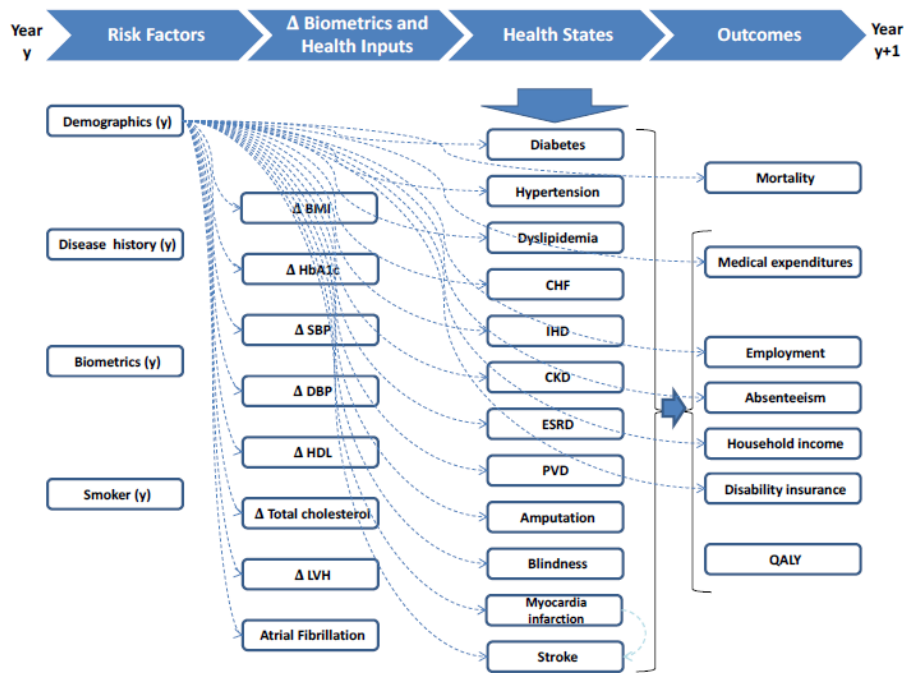 Year
y
Risk Factors
Δ Biometrics and
Health Inputs
Health States
Outcomes
Year
y+1
Demographics (y)
Disease history (y)
Biometrics (y)
Smoker (y)
Δ BMI
Δ HbA1c
Δ SBP
Δ DBP
Δ HDL
Δ Total cholesterol
Δ LVH
Atrial Fibrillation
Diabetes
Hypertension
Dyslipidemia
CHF
IHD
CKD
ESRD
PVD
Amputation
Blindness
Myocardia
infarction
Stroke
Mortality
Medical expenditures
Employment
Absenteeism
Household income
Disability insurance
QALY